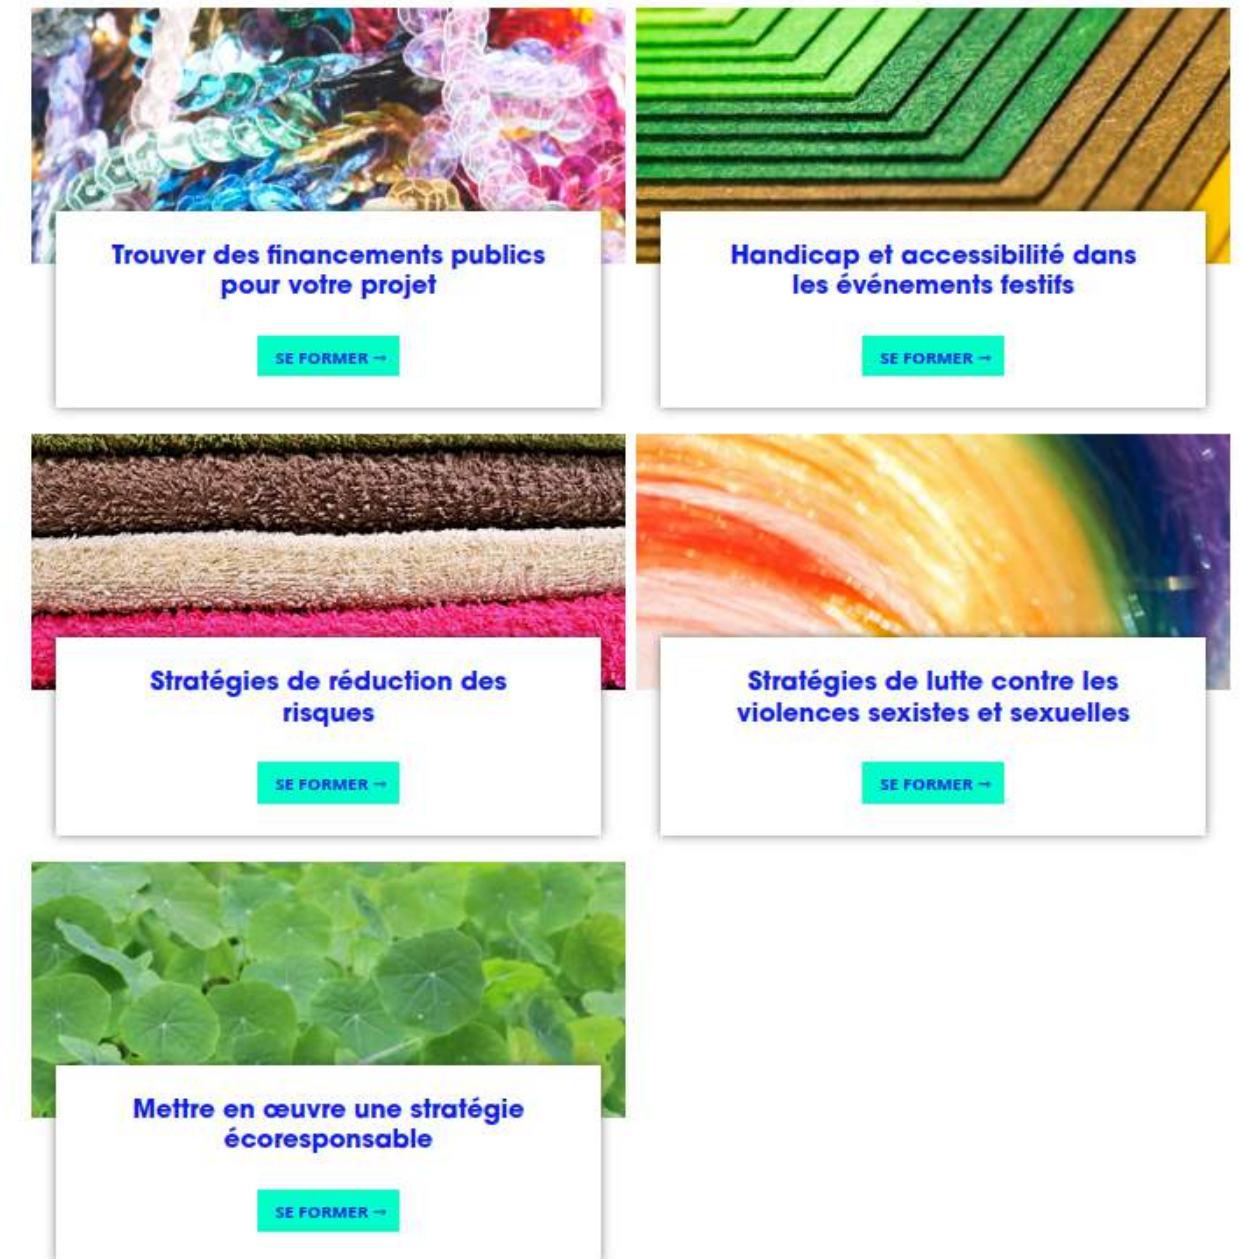 Trouver des financements publics
pour votre projet
SE FORMER →
Handicap et accessibilité dans
les événements festifs
SE FORMER →
Stratégies de réduction des
risques
SE FORMER →
Stratégies de lutte contre les
violences sexistes et sexuelles
SE FORMER →
Mettre en œuvre une stratégie
écoresponsable
SE FORMER →